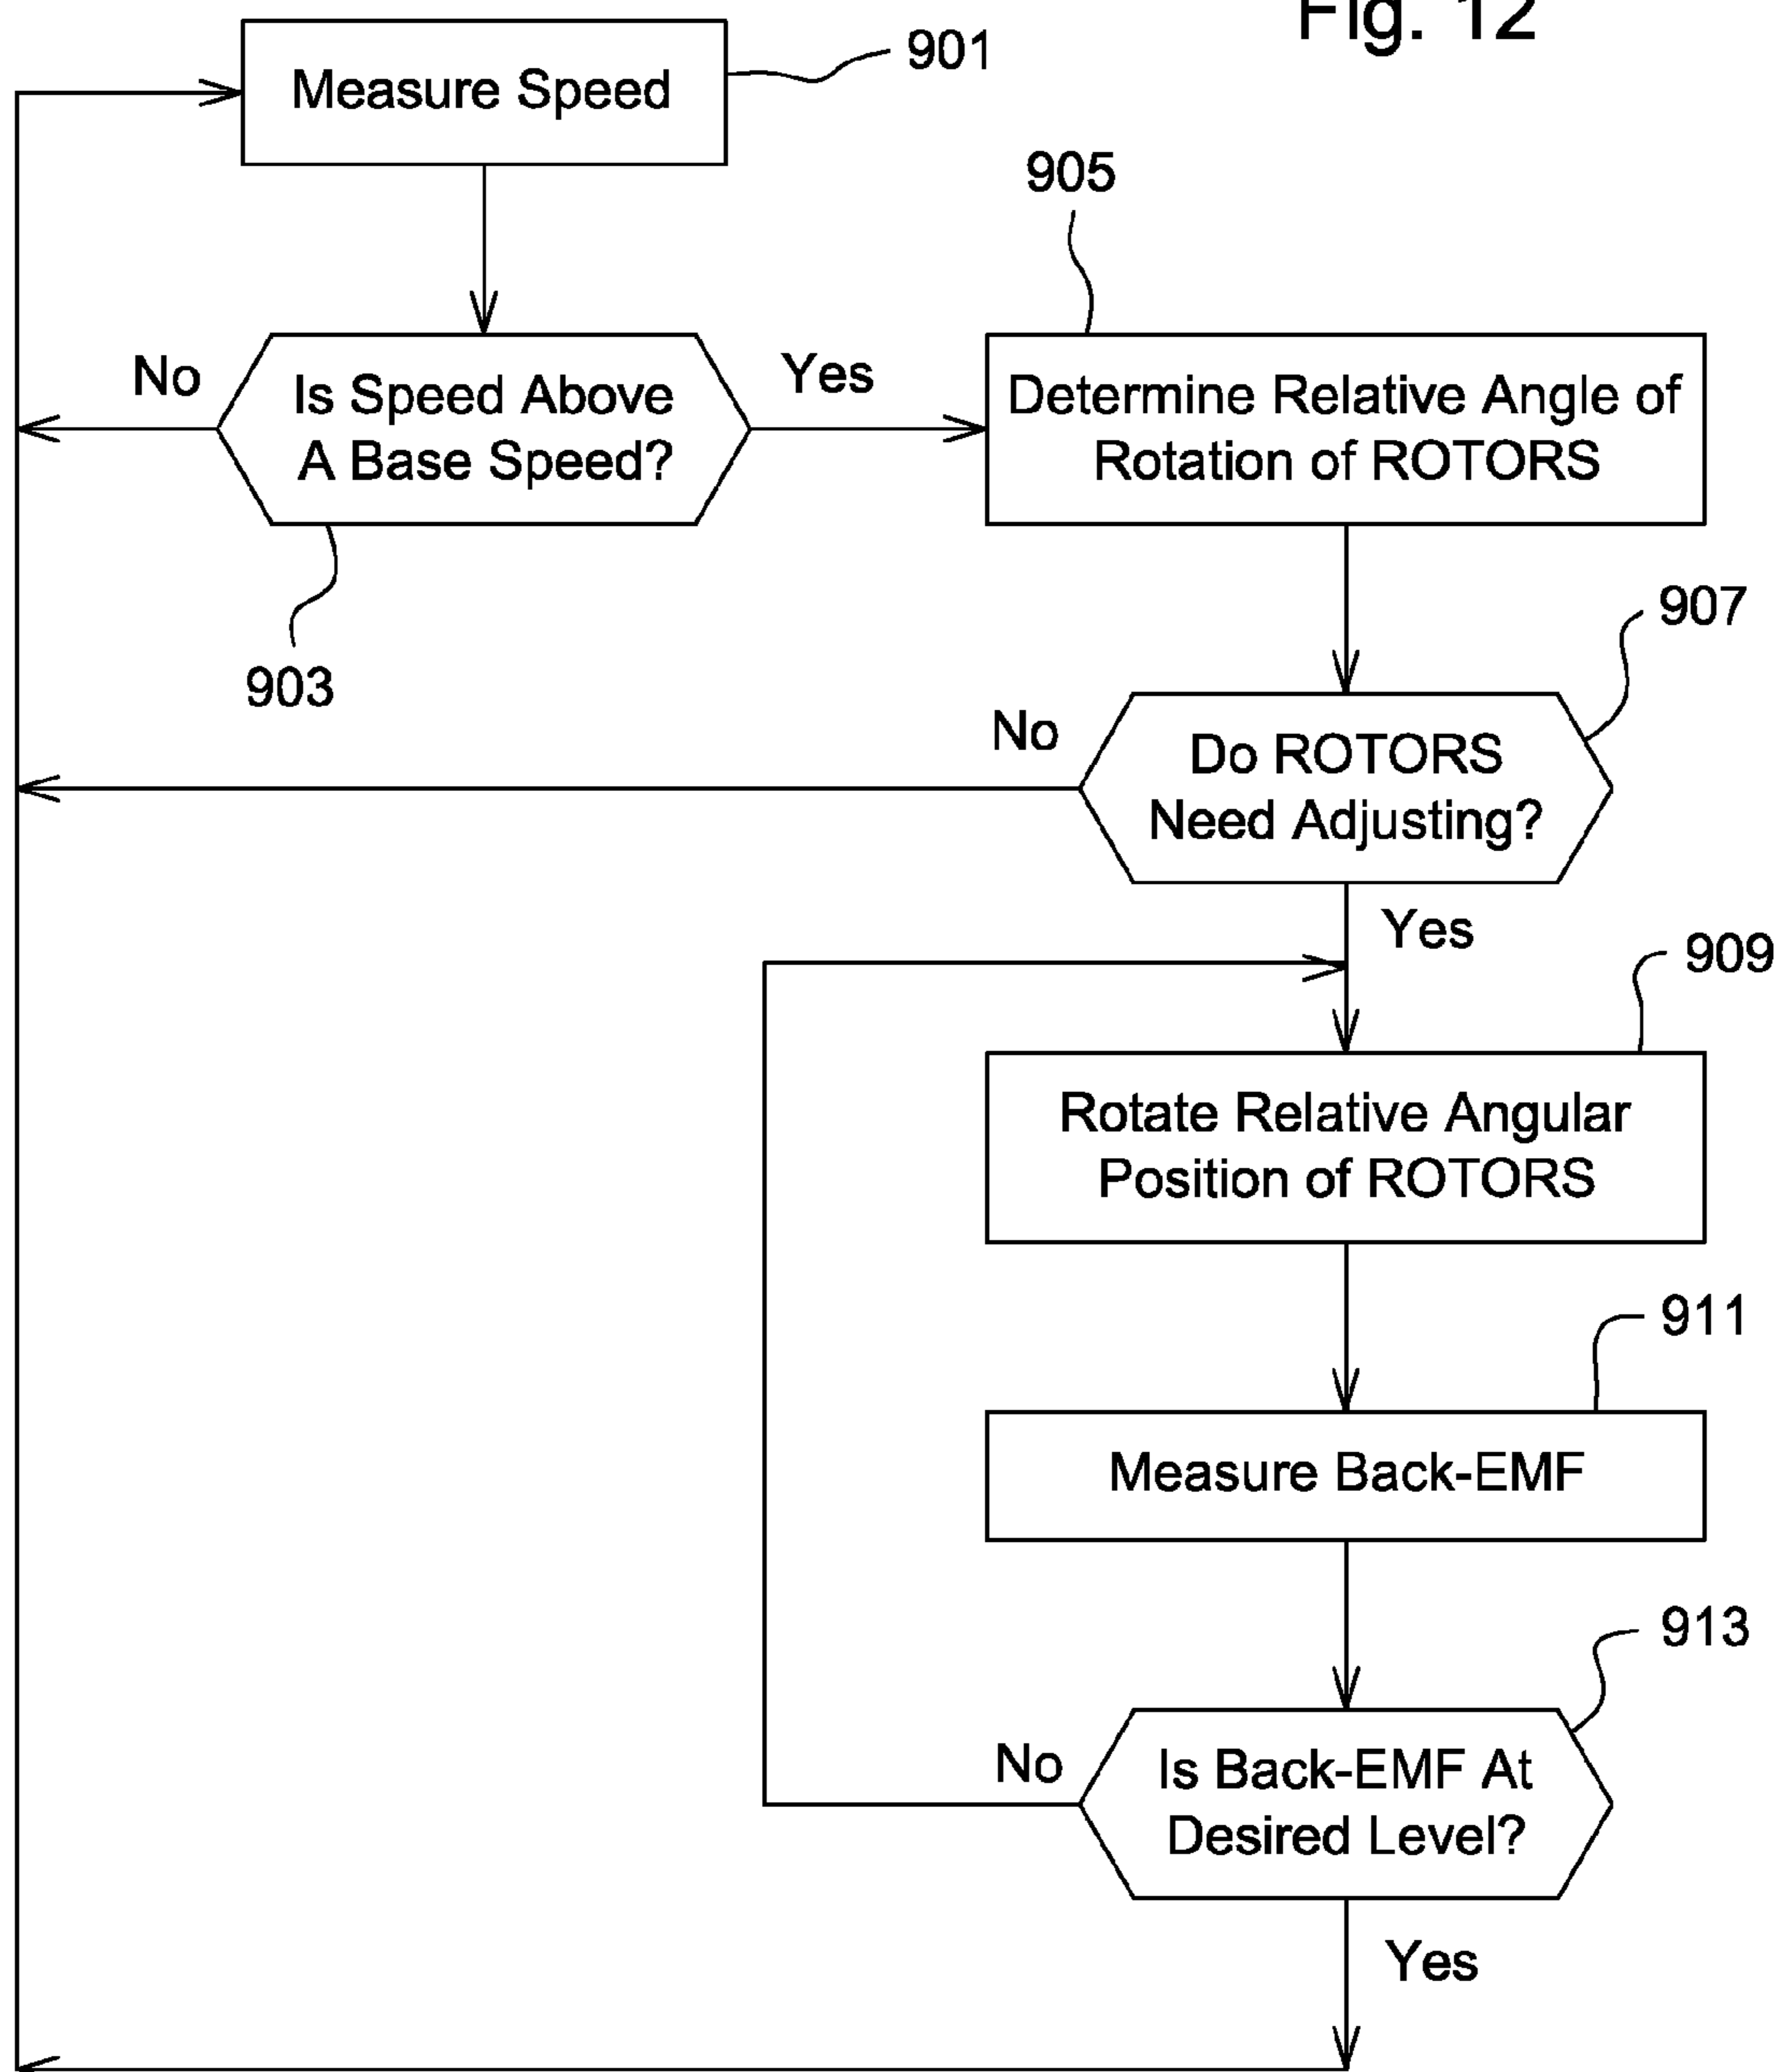 Fig. 12
Measure Speed
901
905
No
Is Speed Above
A Base Speed?
Yes
Determine Relative Angle of
Rotation of ROTORS
903
907
No
Do ROTORS
Need Adjusting?
Yes
909
Rotate Relative Angular
Position of ROTORS
911
Measure Back-EMF
913
No
Is Back-EMF At
Desired Level?
Yes